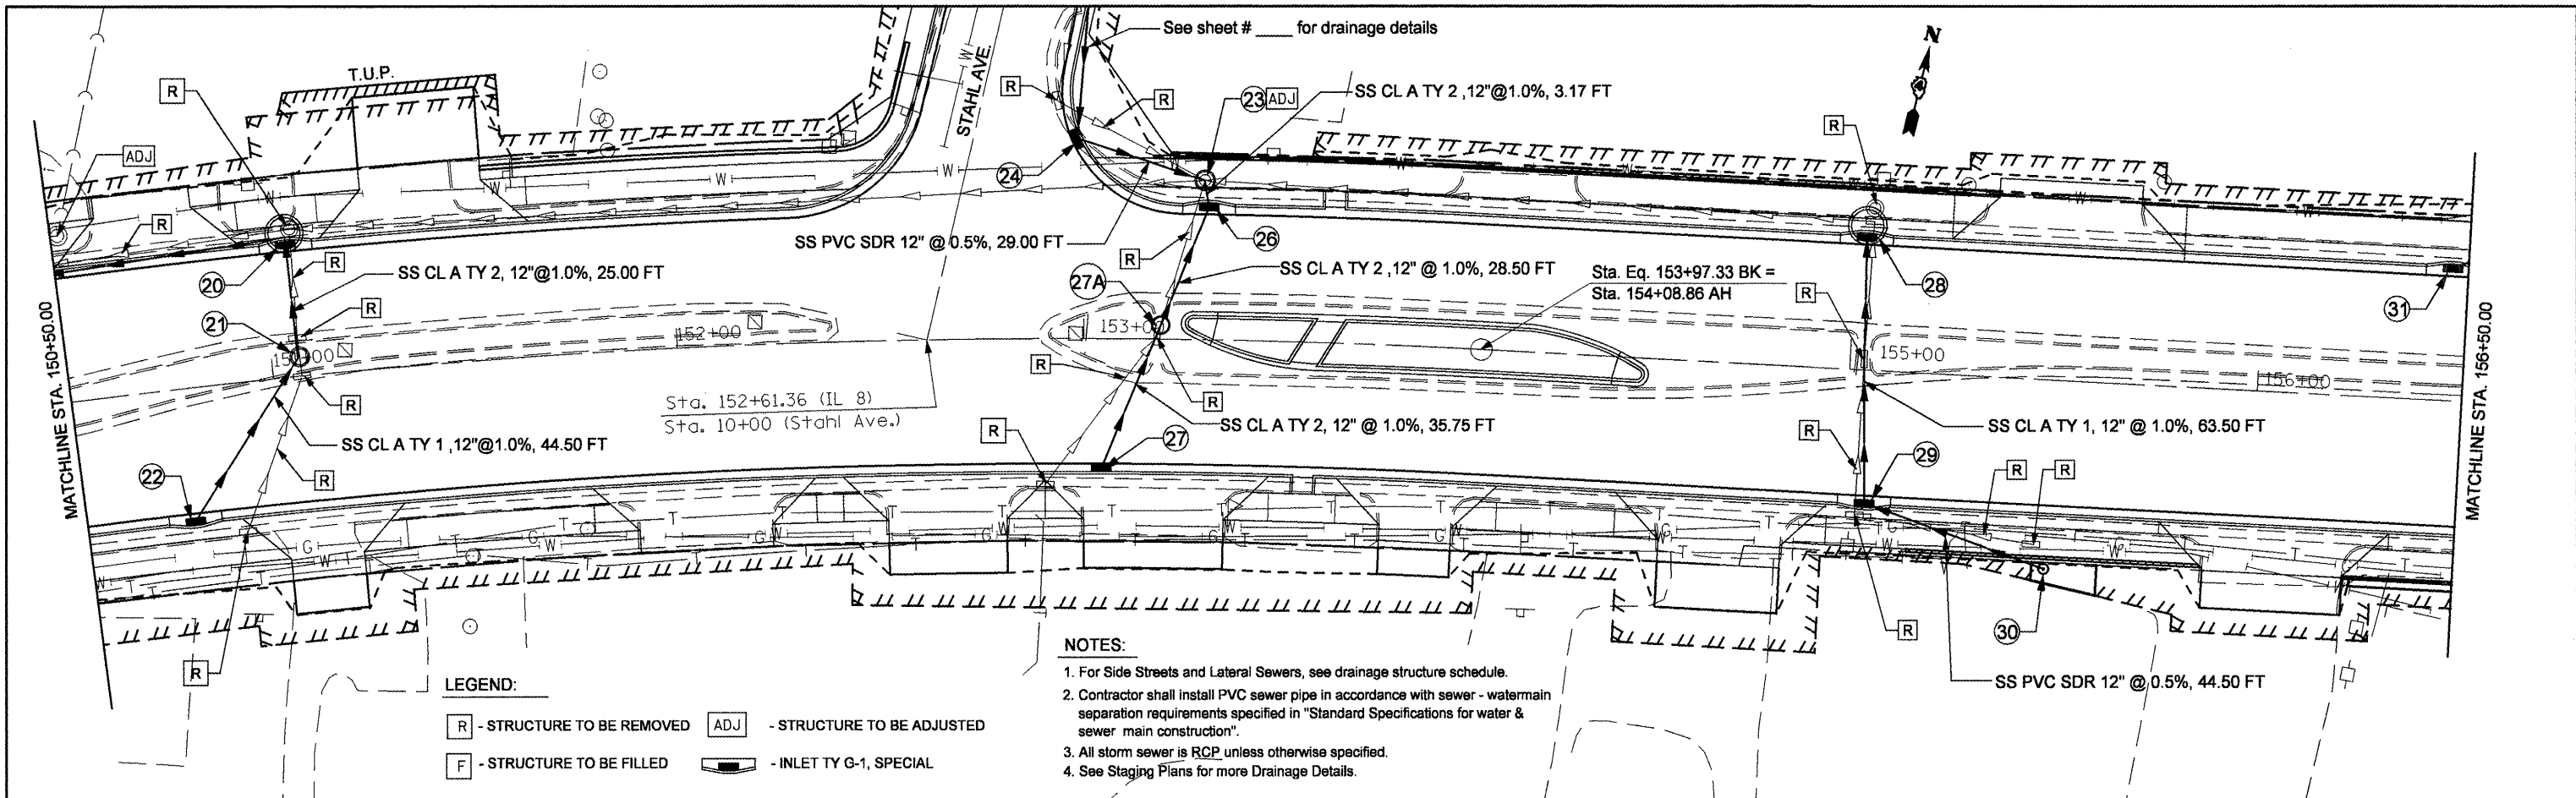 See sheet # ____ for drainage details
N
T.U.P.
R
STAHL AVE.
R
R
23 ADJ
SS CL A TY 2 ,12"@1.0%, 3.17 FT
R
ADJ
24
W
W
W
R
SS PVC SDR 12" @ 0.5%, 29.00 FT
26
20
R
SS CL A TY 2, 12"@1.0%, 25.00 FT
R
SS CL A TY 2 ,12" @ 1.0%, 28.50 FT
Sta. Eq. 153+97.33 BK =
Sta. 154+08.86 AH
27A
R
28
31
R
21
152+00
153+00
155+00
156+00
MATCHLINE STA. 150+50.00
MATCHLINE STA. 156+50.00
R
R
Sta. 152+61.36 (IL 8)
Sta. 10+00 (Stahl Ave.)
R
SS CL A TY 2, 12" @ 1.0%, 35.75 FT
SS CL A TY 1, 12" @ 1.0%, 63.50 FT
SS CL A TY 1 ,12"@1.0%, 44.50 FT
R
R
27
29
22
R
R
R
30
R
R
SS PVC SDR 12" @ 0.5%, 44.50 FT
LEGEND:
R - STRUCTURE TO BE REMOVED ADJ - STRUCTURE TO BE ADJUSTED
F - STRUCTURE TO BE FILLED - INLET TY G-1, SPECIAL
NOTES:
1. For Side Streets and Lateral Sewers, see drainage structure schedule.
2. Contractor shall install PVC sewer pipe in accordance with sewer - watermain
separation requirements specified in "Standard Specifications for water &
sewer main construction".
3. All storm sewer is RCP unless otherwise specified.
4. See Staging Plans for more Drainage Details.